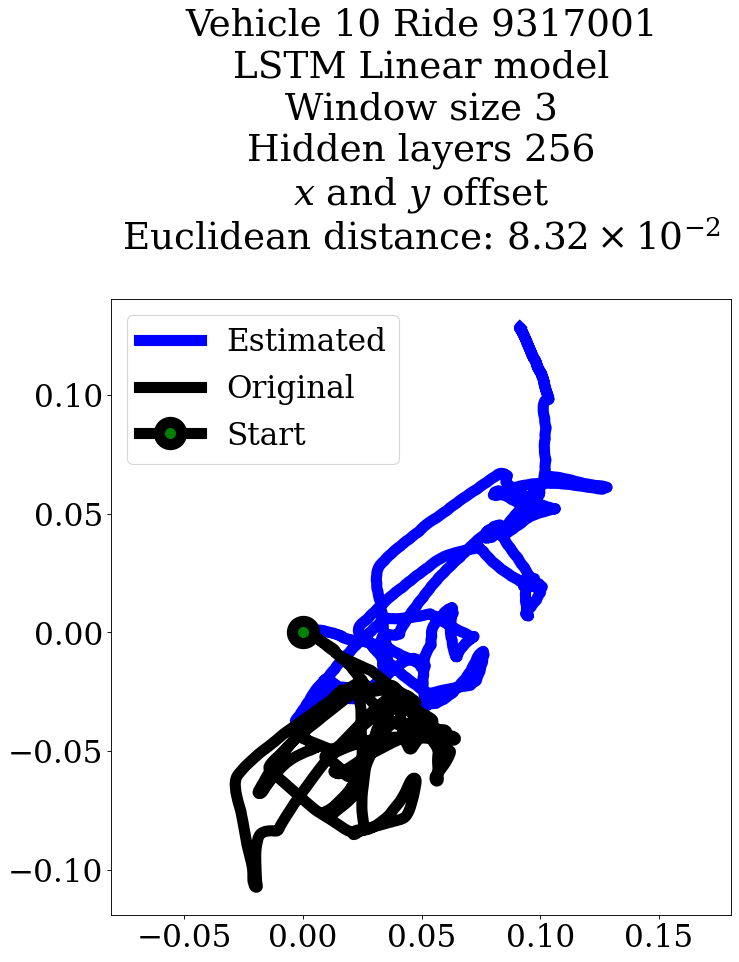 Vehicle 10 Ride 9317001
LSTM Linear model
Window size 3
Hidden layers 256
x and y offset
Euclidean distance: 8.32 × 10⁻²
Estimated
Original
Start
0.10
0.05
0.00
−0.05
−0.10
−0.05 0.00 0.05 0.10 0.15